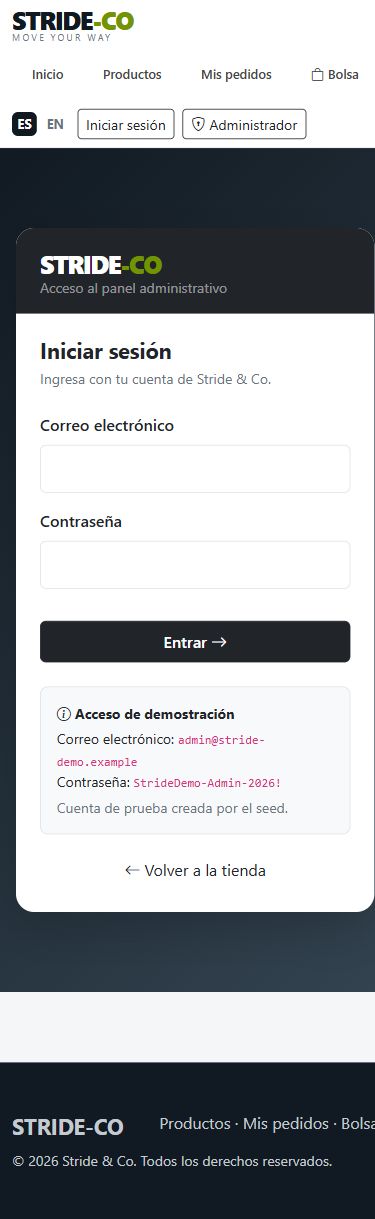 STRIDE-CO
MOVE YOUR WAY
Inicio Productos Mis pedidos Bolsa
ES EN Iniciar sesión Administrador
STRIDE-CO
Acceso al panel administrativo
Iniciar sesión
Ingresa con tu cuenta de Stride & Co.
Correo electrónico
Contraseña
Entrar →
Acceso de demostración
Correo electrónico: admin@stride-
demo.example
Contraseña: StrideDemo-Admin-2026!
Cuenta de prueba creada por el seed.
← Volver a la tienda
STRIDE-CO Productos · Mis pedidos · Bolsa
© 2026 Stride & Co. Todos los derechos reservados.